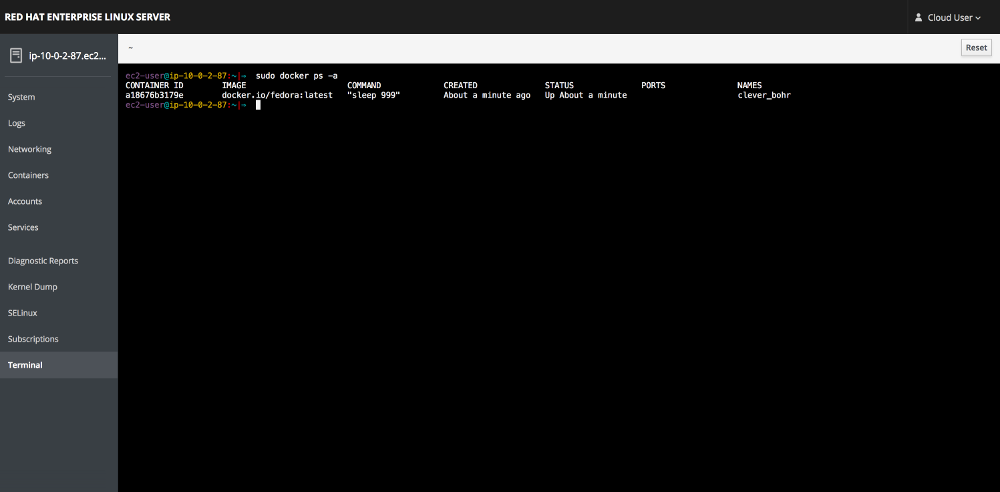 RED HAT ENTERPRISE LINUX SERVER
Cloud User
ip-10-0-2-87.ec2...
~
Reset
System
Logs
Networking
Containers
Accounts
Services
Diagnostic Reports
Kernel Dump
SELinux
Subscriptions
Terminal
ec2-user@ip-10-0-2-87:~|⇒ sudo docker ps -a
CONTAINER ID IMAGE COMMAND CREATED STATUS PORTS NAMES
a18676b3179e docker.io/fedora:latest "sleep 999" About a minute ago Up About a minute clever_bohr
ec2-user@ip-10-0-2-87:~|⇒